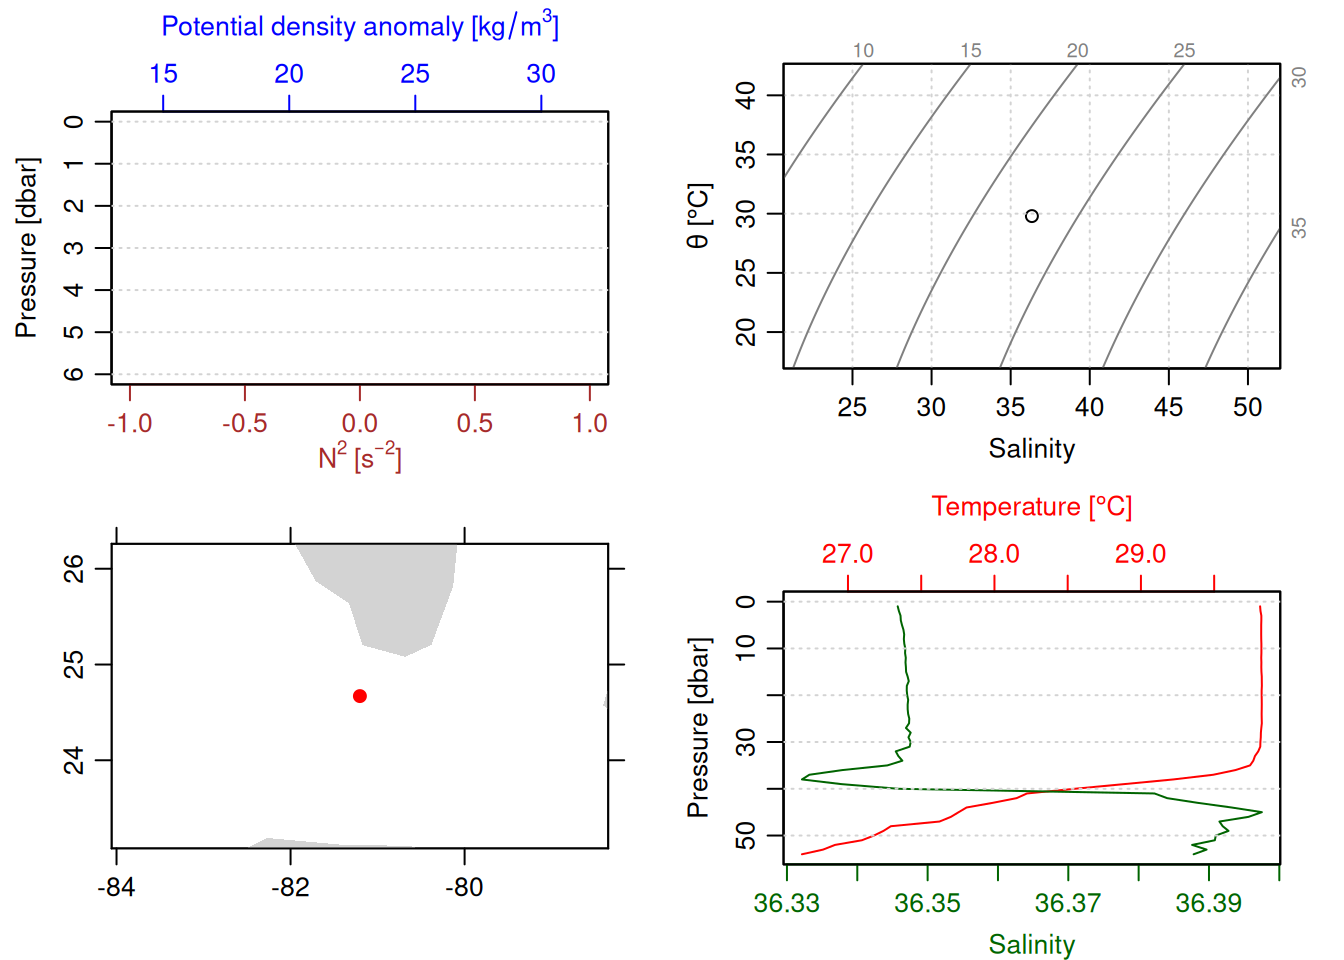 Potential density anomaly [kg/m³]
15 20 25 30
0
1
2
3
4
5
6
Pressure [dbar]
-1.0 -0.5 0.0 0.5 1.0
N² [s⁻²]
10 15 20 25
30
35
40
35
30
25
20
θ [°C]
25 30 35 40 45 50
Salinity
26
25
24
-84 -82 -80
Temperature [°C]
27.0 28.0 29.0
0
10
30
50
Pressure [dbar]
36.33 36.35 36.37 36.39
Salinity